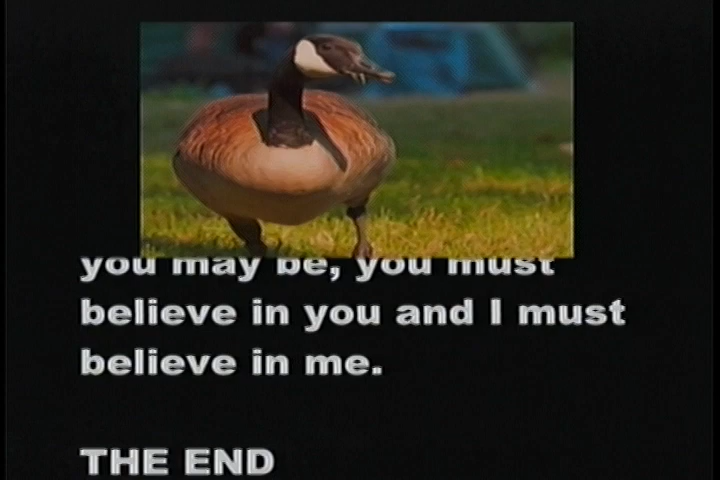 you may be, you must
believe in you and I must
believe in me.
THE END